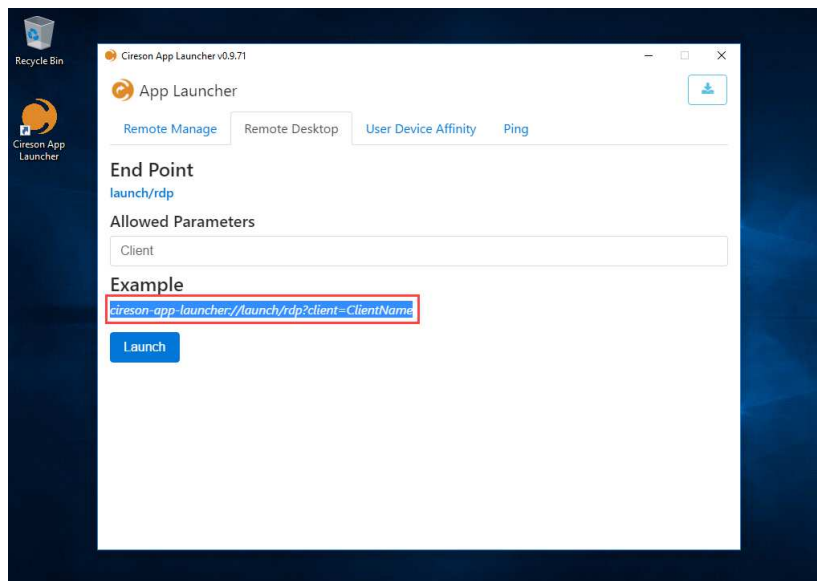 Recycle Bin
Cireson App
Launcher
Cireson App Launcher v0.9.71
App Launcher
Remote Manage Remote Desktop User Device Affinity Ping
End Point
launch/rdp
Allowed Parameters
Client
Example
cireson-app-launcher://launch/rdp?client=ClientName
Launch